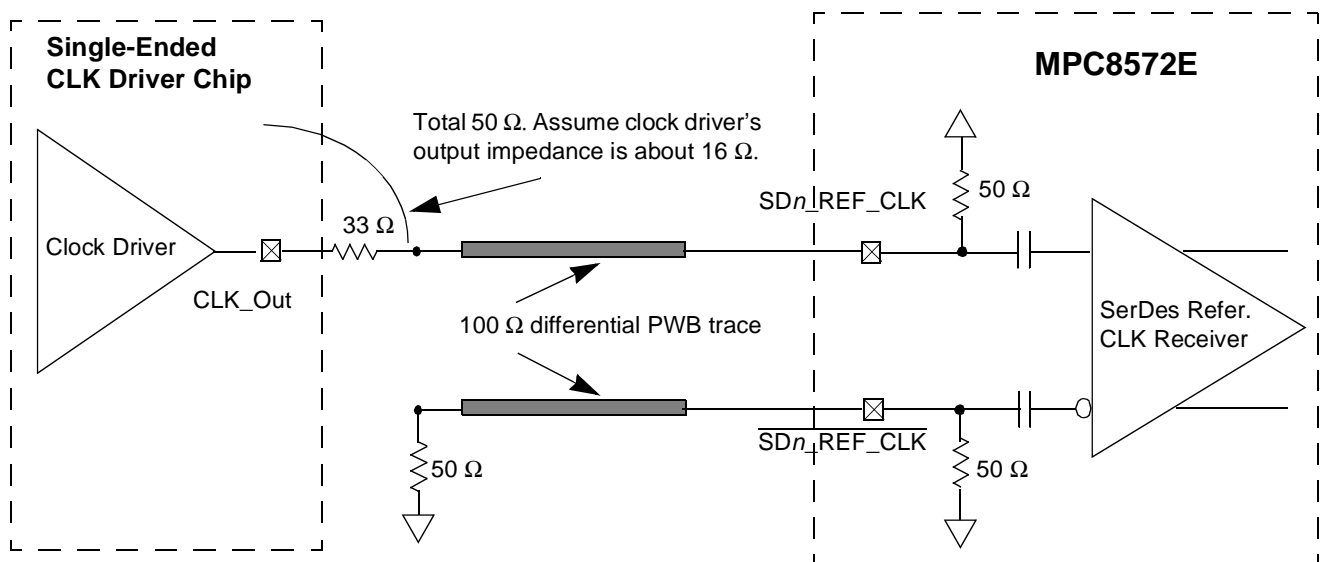 Single-Ended
CLK Driver Chip
MPC8572E
Total 50 Ω. Assume clock driver's
output impedance is about 16 Ω.
50 Ω
SDn_REF_CLK
33 Ω
Clock Driver
CLK_Out
SerDes Refer.
CLK Receiver
100 Ω differential PWB trace
SDn_REF_CLK
50 Ω
50 Ω